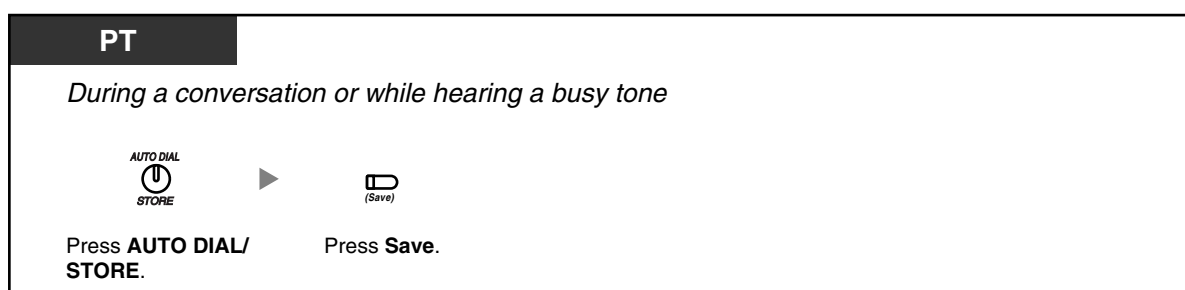 PT
During a conversation or while hearing a busy tone
AUTO DIAL
STORE
(Save)
Press AUTO DIAL/
STORE.
Press Save.